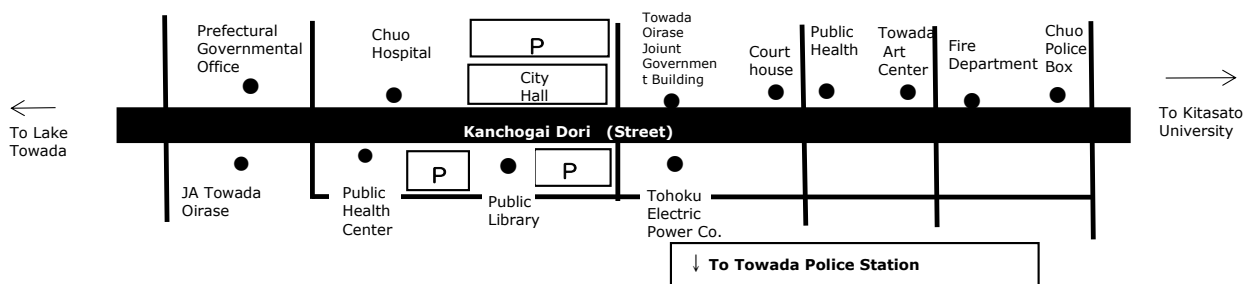 Prefectural
Governmental
Office
Chuo
Hospital
P
City
Hall
Towada
Oirase
Joiunt
Governmen
t Building
Court
house
Public
Health
Towada
Art
Center
Fire
Department
Chuo
Police
Box
To Lake
Towada
Kanchogai Dori (Street)
To Kitasato
University
JA Towada
Oirase
Public
Health
Center
P
Public
Library
P
Tohoku
Electric
Power Co.
↓ To Towada Police Station